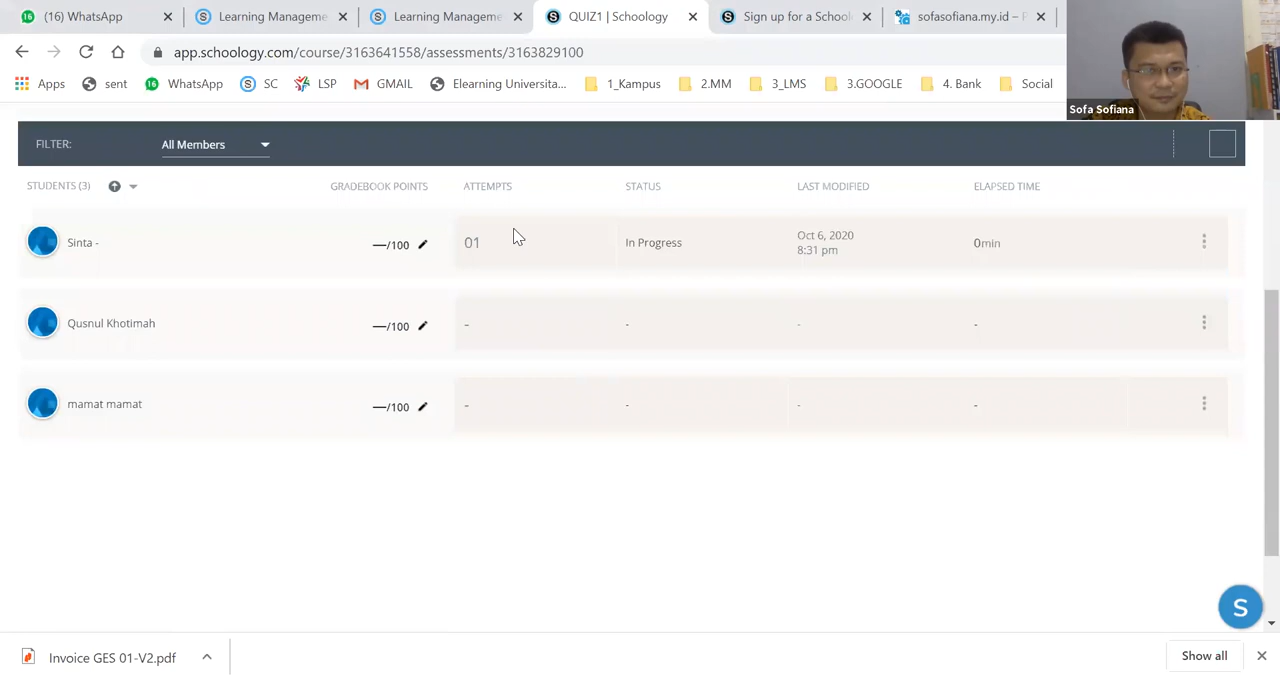 (16) WhatsApp
Learning Manageme
Learning Manageme
QUIZ1 | Schoology
Sign up for a School
sofasofiana.my.id – P
app.schoology.com/course/3163641558/assessments/3163829100
Apps
sent
WhatsApp
SC
LSP
GMAIL
Elearning Universita...
1_Kampus
2.MM
3_LMS
3.GOOGLE
4. Bank
Social
Sofa Sofiana
FILTER:
All Members
STUDENTS (3)
GRADEBOOK POINTS
ATTEMPTS
STATUS
LAST MODIFIED
ELAPSED TIME
Sinta -
—/100
01
In Progress
Oct 6, 2020
8:31 pm
0min
Qusnul Khotimah
—/100
-
-
-
-
mamat mamat
—/100
-
-
-
-
S
Invoice GES 01-V2.pdf
Show all